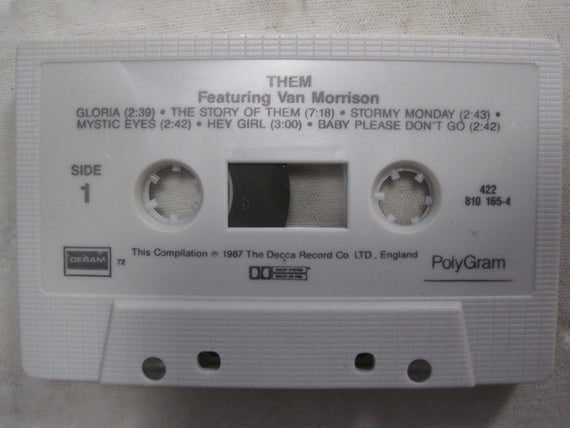 THEM
Featuring Van Morrison
GLORIA (2:39) • THE STORY OF THEM (7:18) • STORMY MONDAY (2:43) •
MYSTIC EYES (2:42) • HEY GIRL (3:00) • BABY PLEASE DON'T GO (2:42)
SIDE
1
422
810 165-4
DERAM
72
This Compilation ℗ 1987 The Decca Record Co. LTD., England
PolyGram
DOLBY SYSTEM